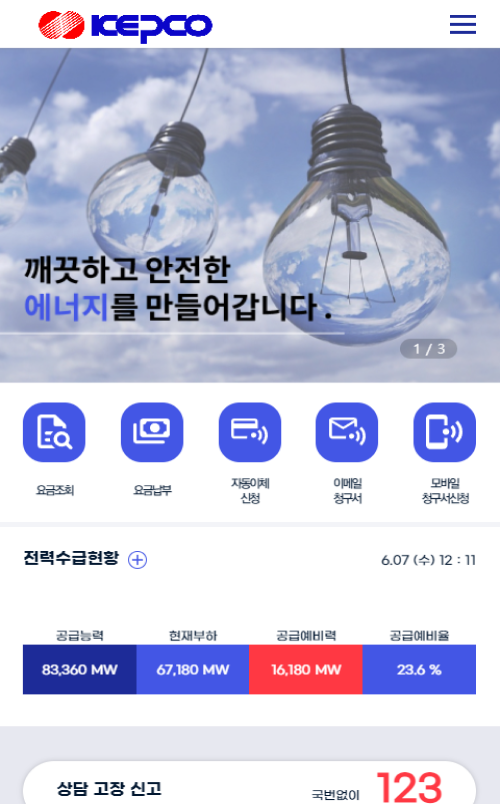 KEPCO
깨끗하고 안전한
에너지를 만들어갑니다.
1 / 3
요금조회
요금납부
자동이체
신청
이메일
청구서
모바일
청구서신청
전력수급현황
6.07 (수) 12 : 11
공급능력 현재부하 공급예비력 공급예비율
83,360 MW 67,180 MW 16,180 MW 23.6 %
상담 고장 신고 국번없이 123